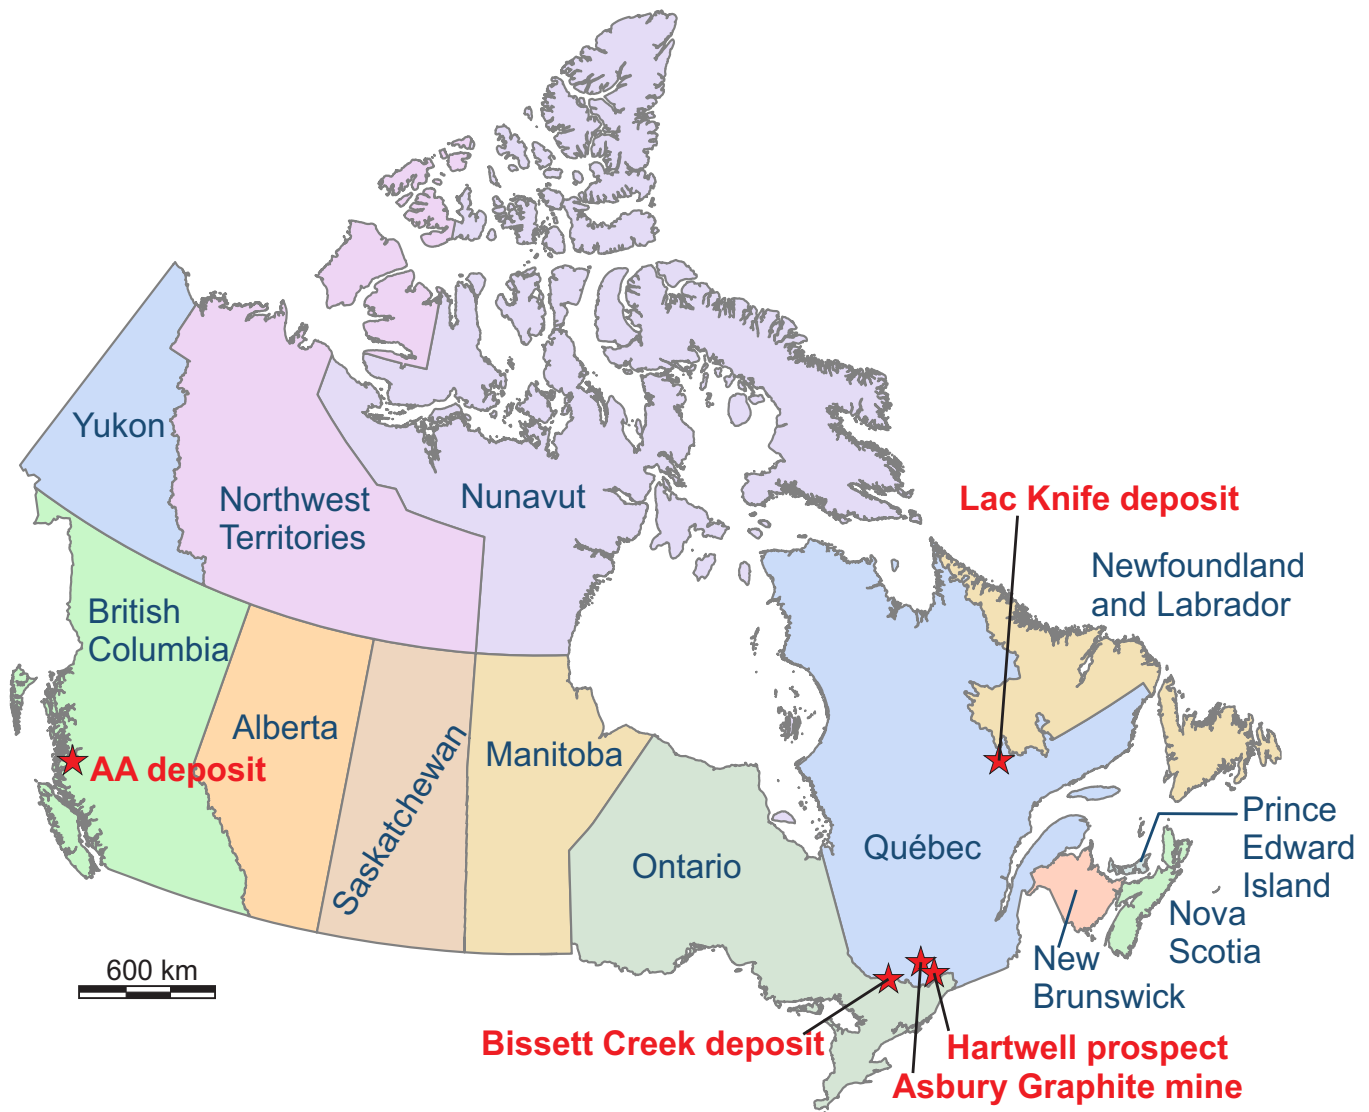 Yukon
Northwest
Territories
Nunavut
Lac Knife deposit
Newfoundland
and Labrador
British
Columbia
Alberta
Saskatchewan
Manitoba
AA deposit
Ontario
Québec
Prince
Edward
Island
Nova
Scotia
New
Brunswick
600 km
Bissett Creek deposit
Hartwell prospect
Asbury Graphite mine